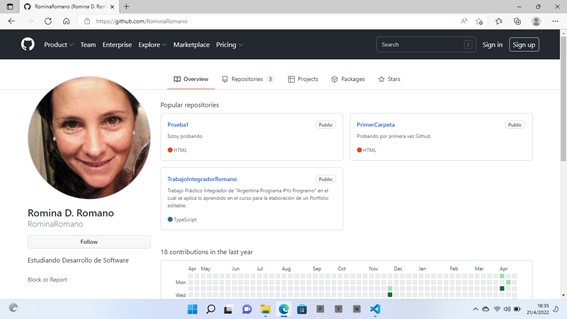 RominaRomano (Romina D. Romano
https://github.com/RominaRomano
Product Team Enterprise Explore Marketplace Pricing
Search /
Sign in Sign up
Overview Repositories 3 Projects Packages Stars
Popular repositories
Prueba1 Public
Estoy probando
HTML
PrimerCarpeta Public
Probando por primera vez Github
HTML
TrabajoIntegradorRomano Public
Trabajo Práctico Integrador de "Argentina Programa #Yo Programo" en el
cual se aplica lo aprendido en el curso para la elaboración de un Portfolio
editable.
TypeScript
Romina D. Romano
RominaRomano
Follow
Estudiando Desarrollo de Software
Block or Report
18 contributions in the last year
Apr May Jun Jul Aug Sep Oct Nov Dec Jan Feb Mar Apr
Mon
Wed
18:35
21/4/2022